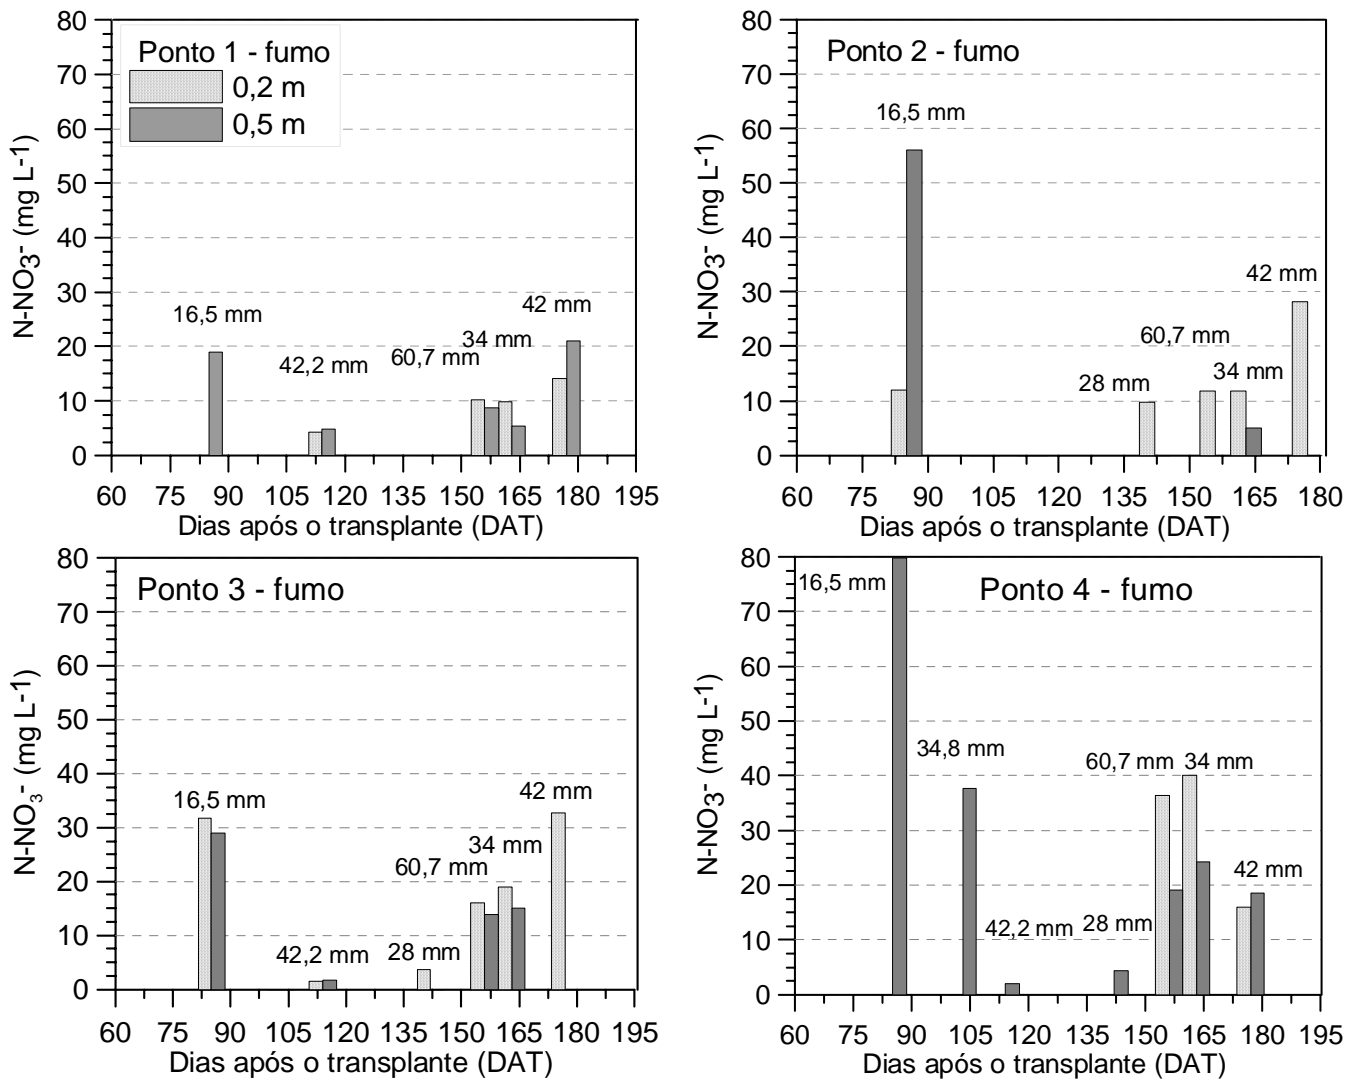 Ponto 1 - fumo
0,2 m
0,5 m
N-NO3- (mg L-1)
80
70
60
50
40
30
20
10
0
16,5 mm
42,2 mm
60,7 mm
34 mm
42 mm
60 75 90 105 120 135 150 165 180 195
Dias após o transplante (DAT)
Ponto 2 - fumo
N-NO3- (mg L-1)
80
70
60
50
40
30
20
10
0
16,5 mm
28 mm
60,7 mm
34 mm
42 mm
60 75 90 105 120 135 150 165 180
Dias após o transplante (DAT)
Ponto 3 - fumo
N-NO3- (mg L-1)
80
70
60
50
40
30
20
10
0
16,5 mm
42,2 mm
28 mm
60,7 mm
34 mm
42 mm
60 75 90 105 120 135 150 165 180 195
Dias após o transplante (DAT)
Ponto 4 - fumo
N-NO3- (mg L-1)
80
70
60
50
40
30
20
10
0
16,5 mm
34,8 mm
42,2 mm
28 mm
60,7 mm
34 mm
42 mm
60 75 90 105 120 135 150 165 180 195
Dias após o transplante (DAT)